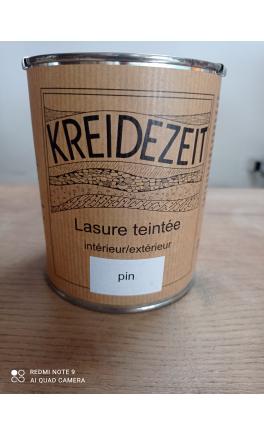 KREIDEZEIT
Lasure teintée
intérieur/extérieur
pin
REDMI NOTE 9
AI QUAD CAMERA